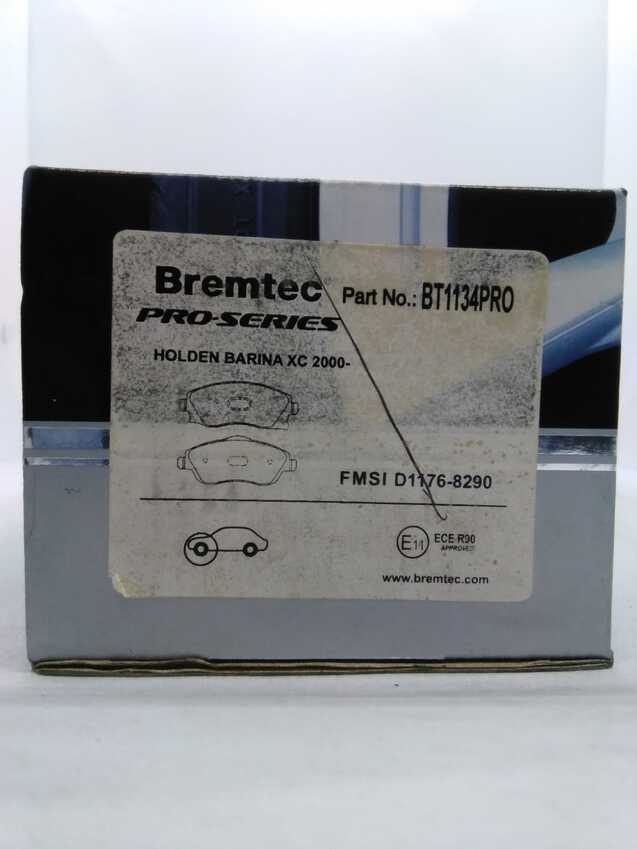 Bremtec
PRO-SERIES
Part No.: BT1134PRO
HOLDEN BARINA XC 2000-
FMSI D1176-8290
E11
ECE R90
APPROVED
www.bremtec.com